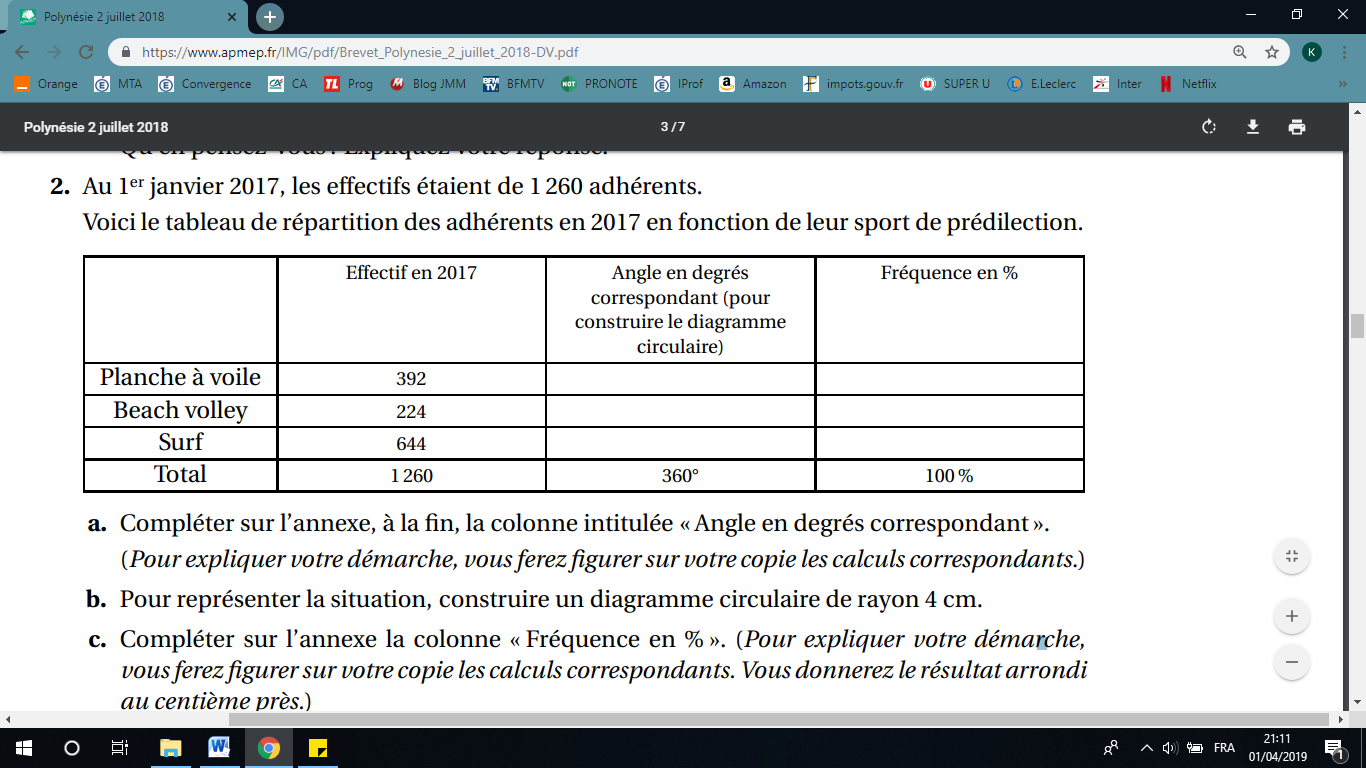 Polynésie 2 juillet 2018
https://www.apmep.fr/IMG/pdf/Brevet_Polynesie_2_juillet_2018-DV.pdf
K
Orange MTA Convergence CA Prog Blog JMM BFMTV PRONOTE IProf Amazon impots.gouv.fr SUPER U E.Leclerc Inter Netflix »
Polynésie 2 juillet 2018 3 / 7
Qu'en pensez-vous ? Expliquez votre réponse.
2. Au 1er janvier 2017, les effectifs étaient de 1 260 adhérents.
Voici le tableau de répartition des adhérents en 2017 en fonction de leur sport de prédilection.
Effectif en 2017 Angle en degrés Fréquence en %
correspondant (pour
construire le diagramme
circulaire)
Planche à voile 392
Beach volley 224
Surf 644
Total 1 260 360° 100 %
a. Compléter sur l'annexe, à la fin, la colonne intitulée « Angle en degrés correspondant ».
(Pour expliquer votre démarche, vous ferez figurer sur votre copie les calculs correspondants.)
b. Pour représenter la situation, construire un diagramme circulaire de rayon 4 cm.
c. Compléter sur l'annexe la colonne « Fréquence en % ». (Pour expliquer votre démarche,
vous ferez figurer sur votre copie les calculs correspondants. Vous donnerez le résultat arrondi
au centième près.)
FRA
21:11
01/04/2019
1